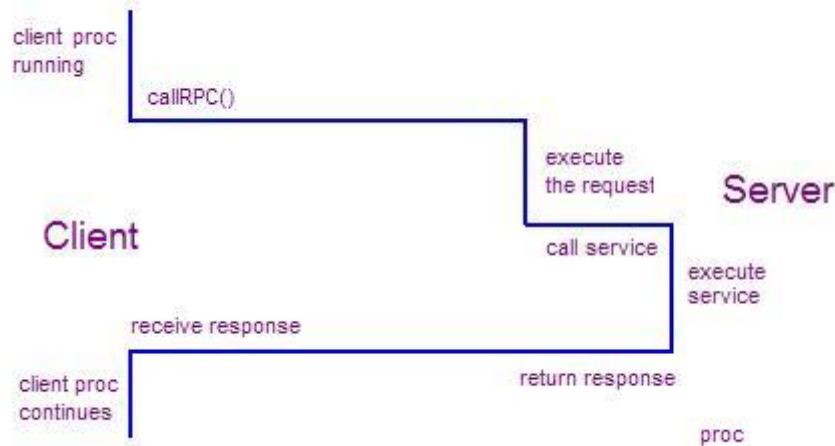 client proc
running
callRPC()
execute
the request
Server
Client
call service
execute
service
receive response
return response
client proc
continues
proc